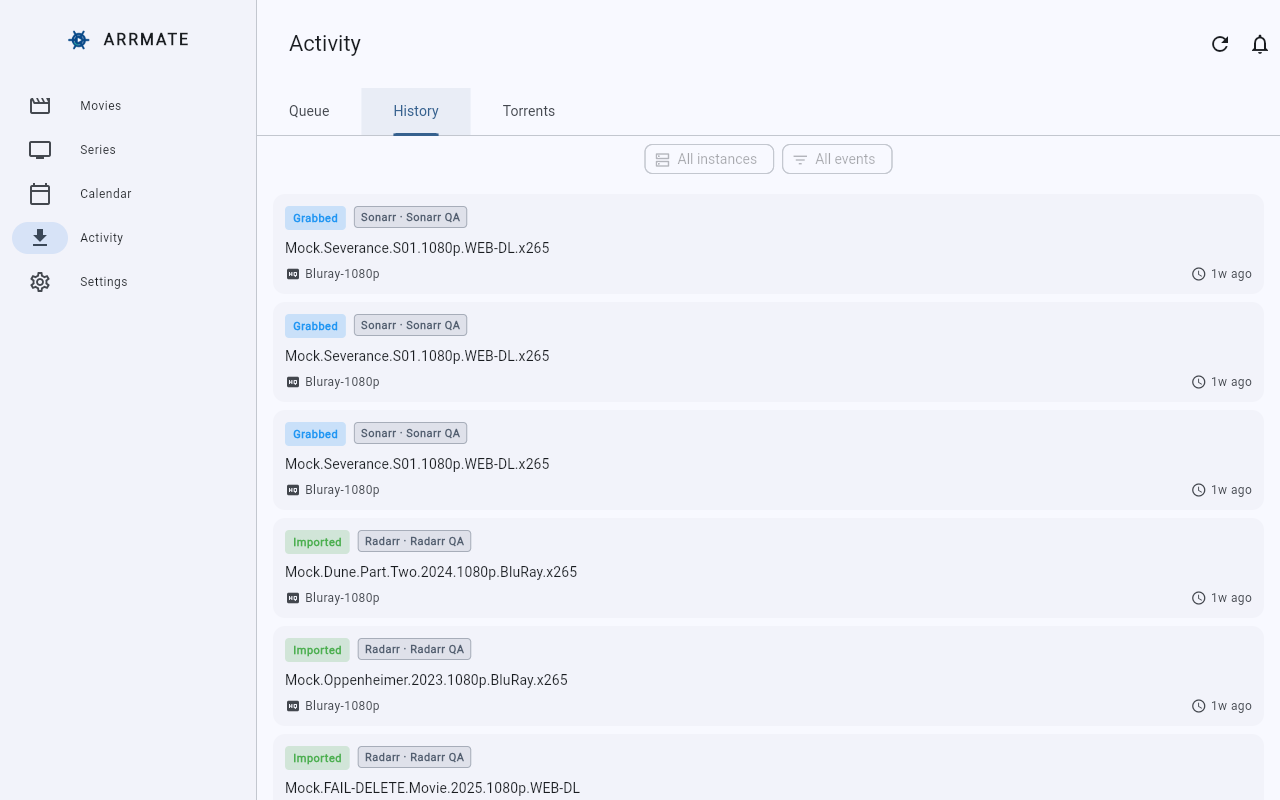 ARRMATE
Activity
Movies
Series
Calendar
Activity
Settings
Queue
History
Torrents
All instances
All events
Grabbed
Sonarr · Sonarr QA
Mock.Severance.S01.1080p.WEB-DL.x265
HQ Bluray-1080p
1w ago
Grabbed
Sonarr · Sonarr QA
Mock.Severance.S01.1080p.WEB-DL.x265
HQ Bluray-1080p
1w ago
Grabbed
Sonarr · Sonarr QA
Mock.Severance.S01.1080p.WEB-DL.x265
HQ Bluray-1080p
1w ago
Imported
Radarr · Radarr QA
Mock.Dune.Part.Two.2024.1080p.BluRay.x265
HQ Bluray-1080p
1w ago
Imported
Radarr · Radarr QA
Mock.Oppenheimer.2023.1080p.BluRay.x265
HQ Bluray-1080p
1w ago
Imported
Radarr · Radarr QA
Mock.FAIL-DELETE.Movie.2025.1080p.WEB-DL